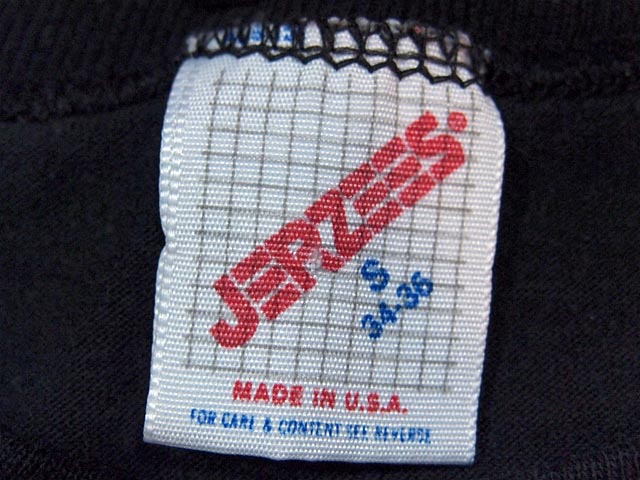 JERZEES
S
34-36
MADE IN U.S.A.
FOR CARE & CONTENT SEE REVERSE